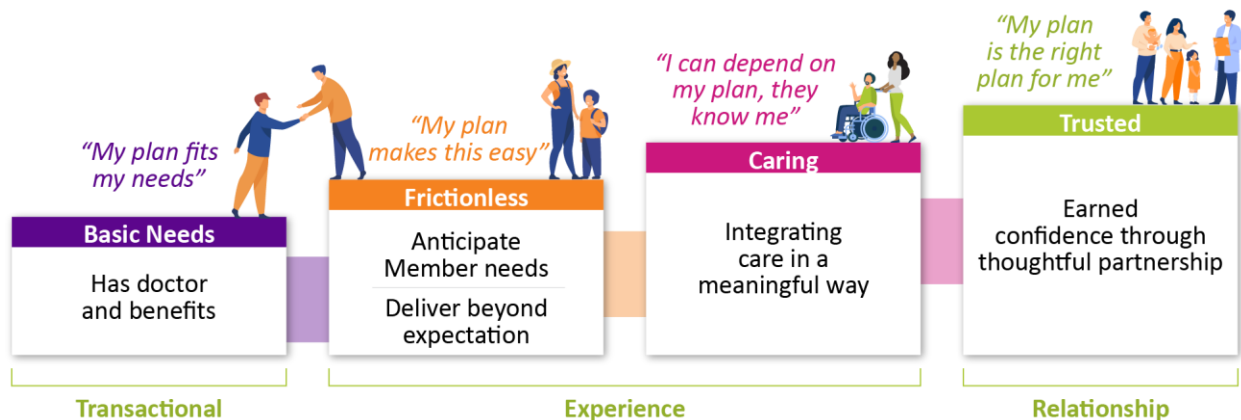 “My plan fits
my needs”
Basic Needs
Has doctor
and benefits
“My plan
makes this easy”
Frictionless
Anticipate
Member needs
Deliver beyond
expectation
“I can depend on
my plan, they
know me”
Caring
Integrating
care in a
meaningful way
“My plan
is the right
plan for me”
Trusted
Earned
confidence through
thoughtful partnership
Transactional
Experience
Relationship